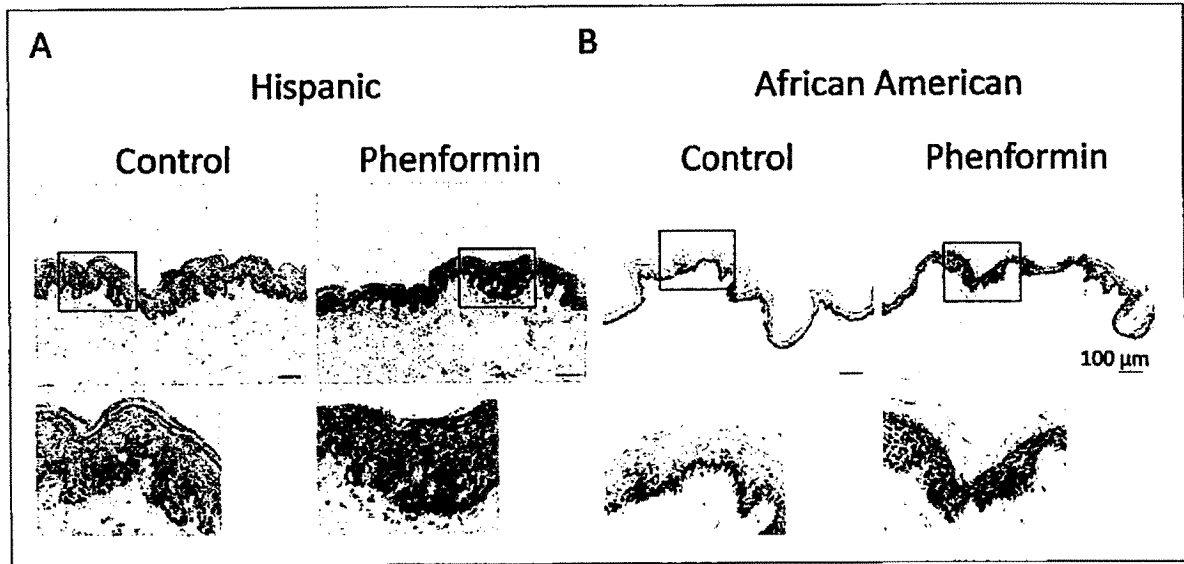 A
B
Hispanic
African American
Control
Phenformin
Control
Phenformin
100 µm